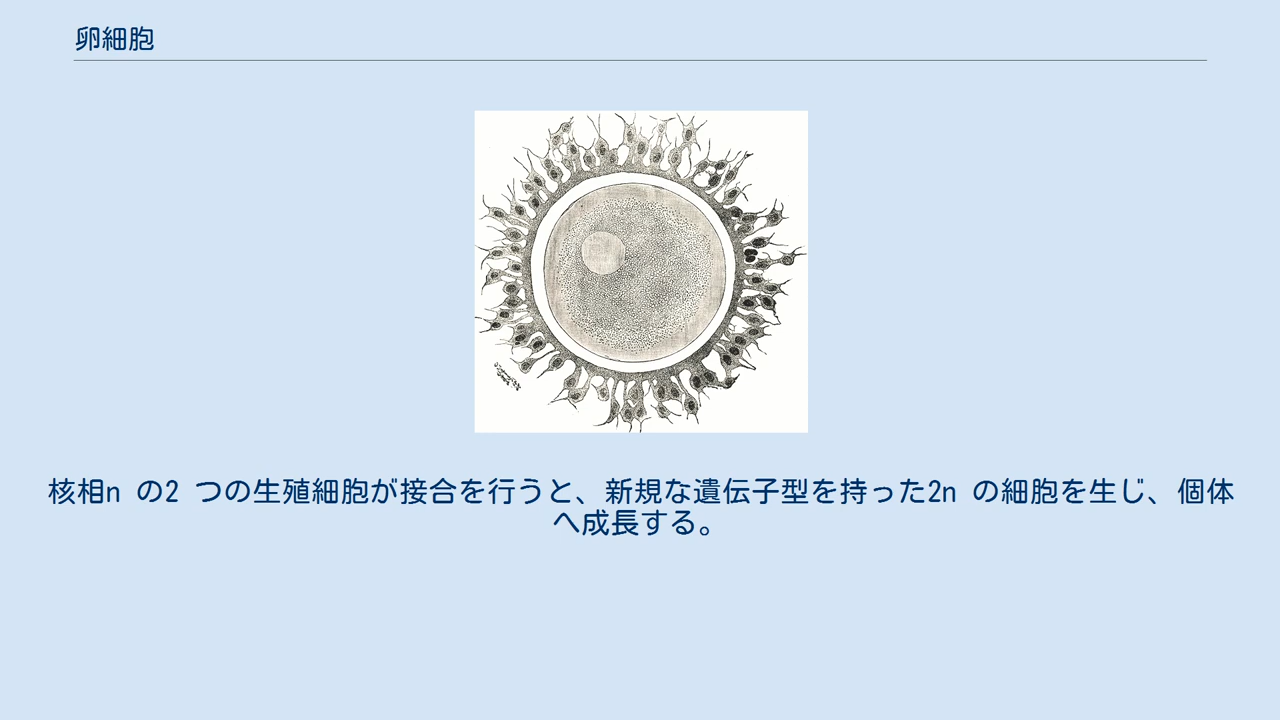 卵細胞
核相n の2 つの生殖細胞が接合を行うと、新規な遺伝子型を持った2n の細胞を生じ、個体
へ成長する。